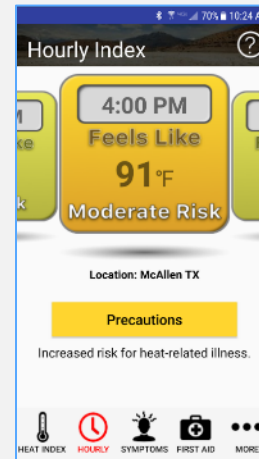 70% 10:24 A
Hourly Index
?
4:00 PM
Feels Like
91°F
Moderate Risk
k
Location: McAllen TX
Precautions
Increased risk for heat-related illness.
HEAT INDEX HOURLY SYMPTOMS FIRST AID MORE